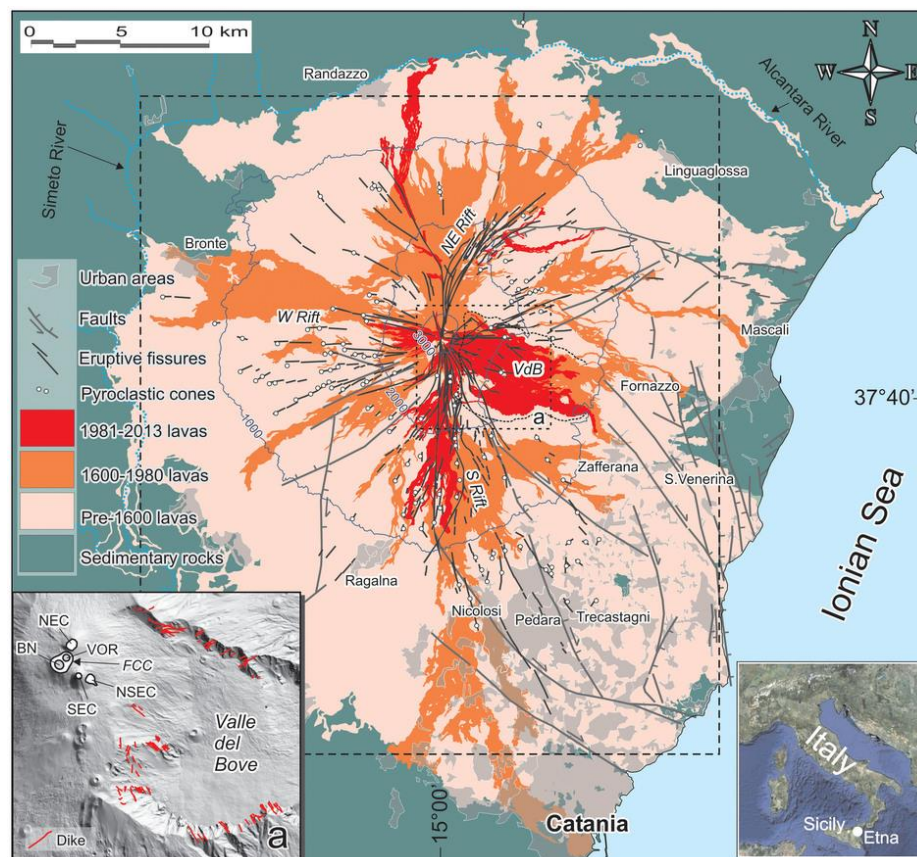 0 5 10 km
N
W E
S
Randazzo
Alcantara River
Simeto River
Linguaglossa
NE Rift
Bronte
Urban areas
Faults
Eruptive fissures
Pyroclastic cones
1981-2013 lavas
1600-1980 lavas
Pre-1600 lavas
Sedimentary rocks
W Rift
3000
2000
1000
Mascali
VdB
Fornazzo
37°40'
a
Zafferana
S.Venerina
S Rift
Ionian Sea
Ragalna
Nicolosi
Pedara
Trecastagni
NEC
BN
VOR
FCC
NSEC
SEC
Valle
del
Bove
Dike
a
15°00'
Catania
Italy
Sicily
Etna